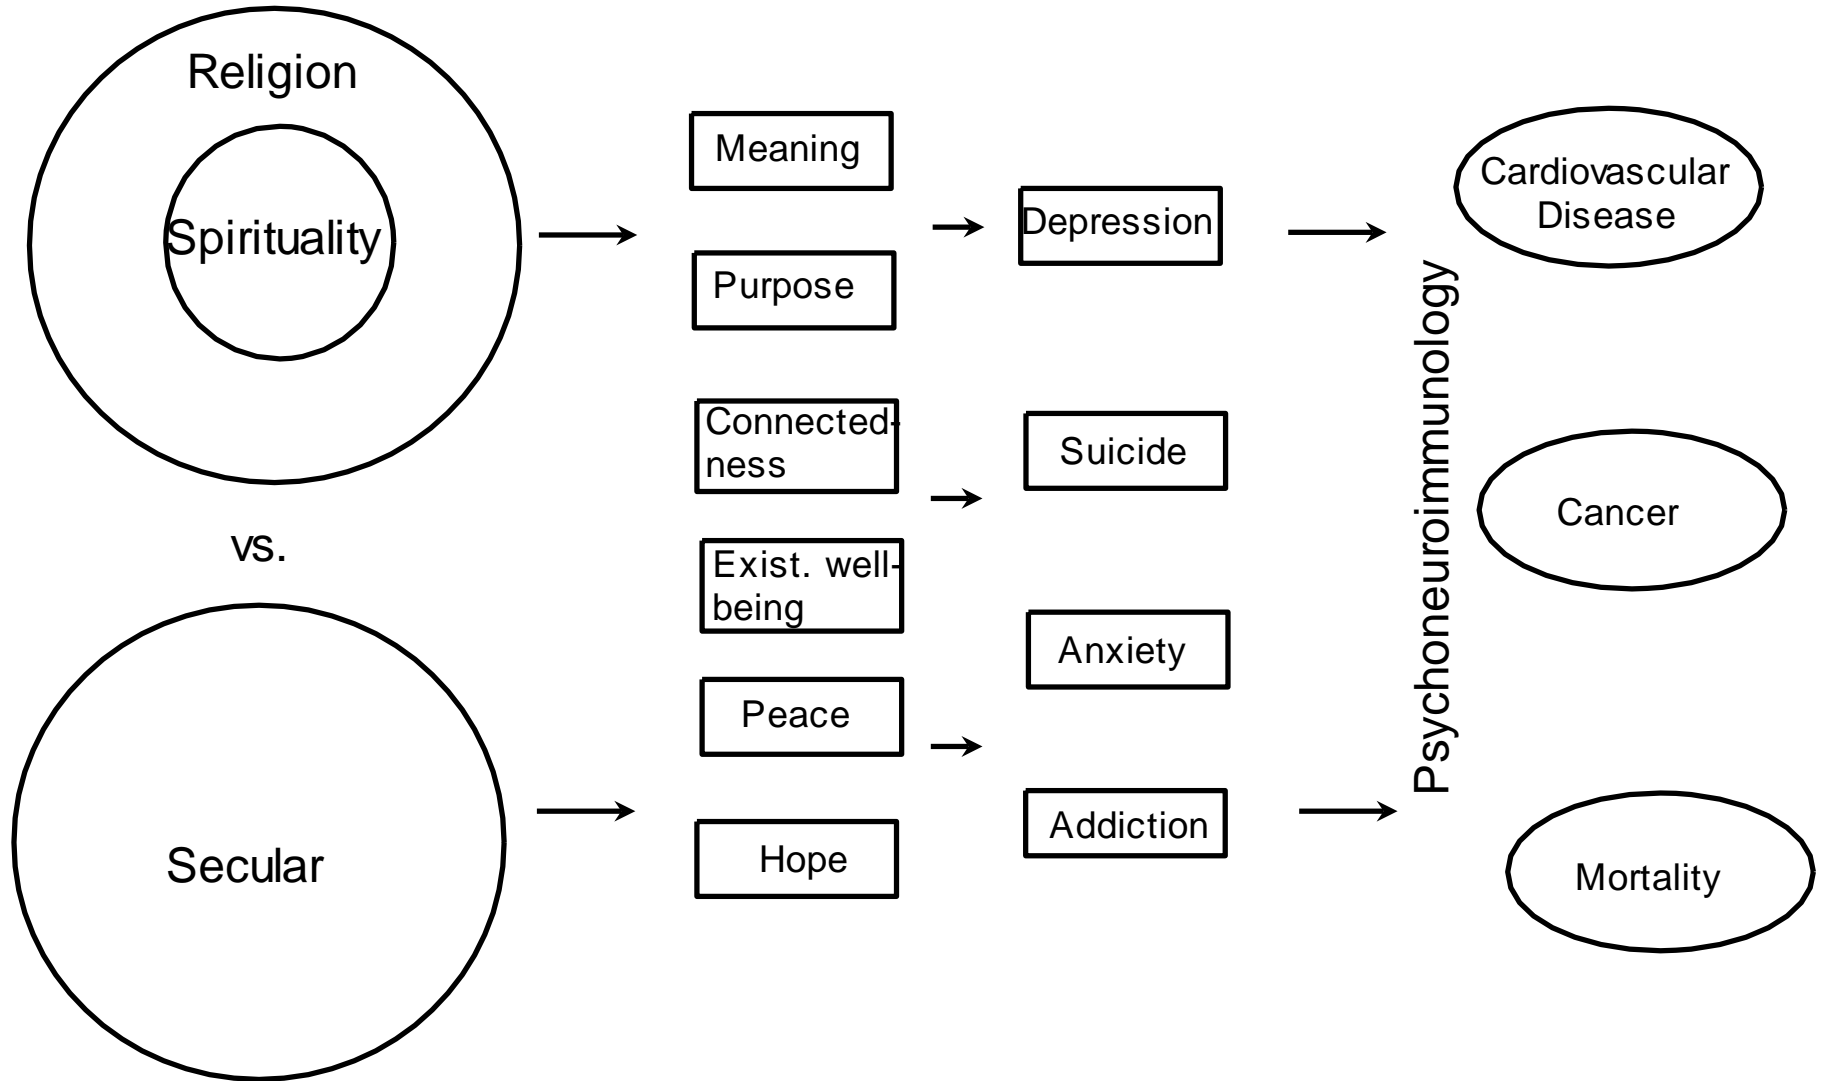 Religion
Spirituality
vs.
Secular
Meaning
Purpose
Connected-
ness
Exist. well-
being
Peace
Hope
Depression
Suicide
Anxiety
Addiction
Psychoneuroimmunology
Cardiovascular
Disease
Cancer
Mortality